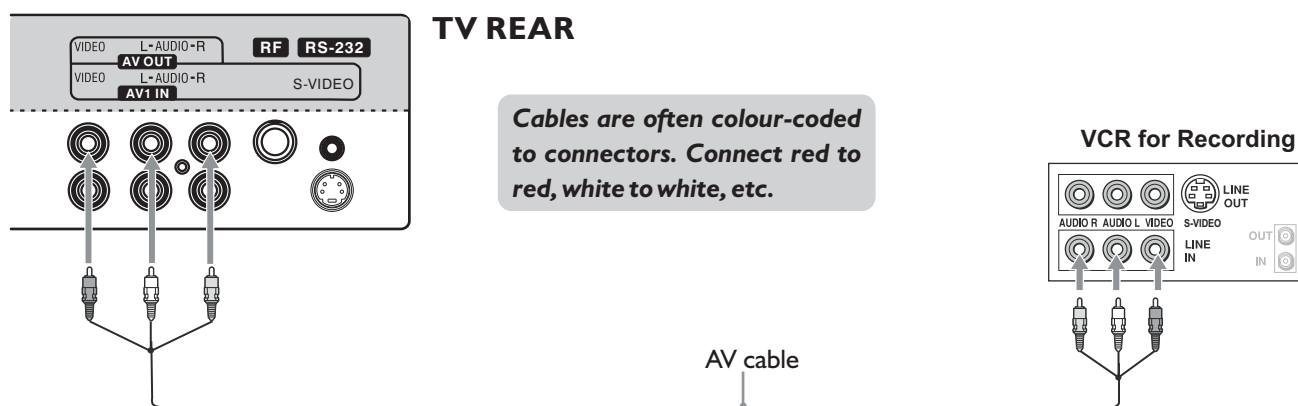 TV REAR
VIDEO L-AUDIO-R RF RS-232
AV OUT
VIDEO L-AUDIO-R S-VIDEO
AV1 IN
Cables are often colour-coded
to connectors. Connect red to
red, white to white, etc.
VCR for Recording
LINE
OUT
AUDIO R AUDIO L VIDEO S-VIDEO
LINE
IN
OUT
IN
AV cable